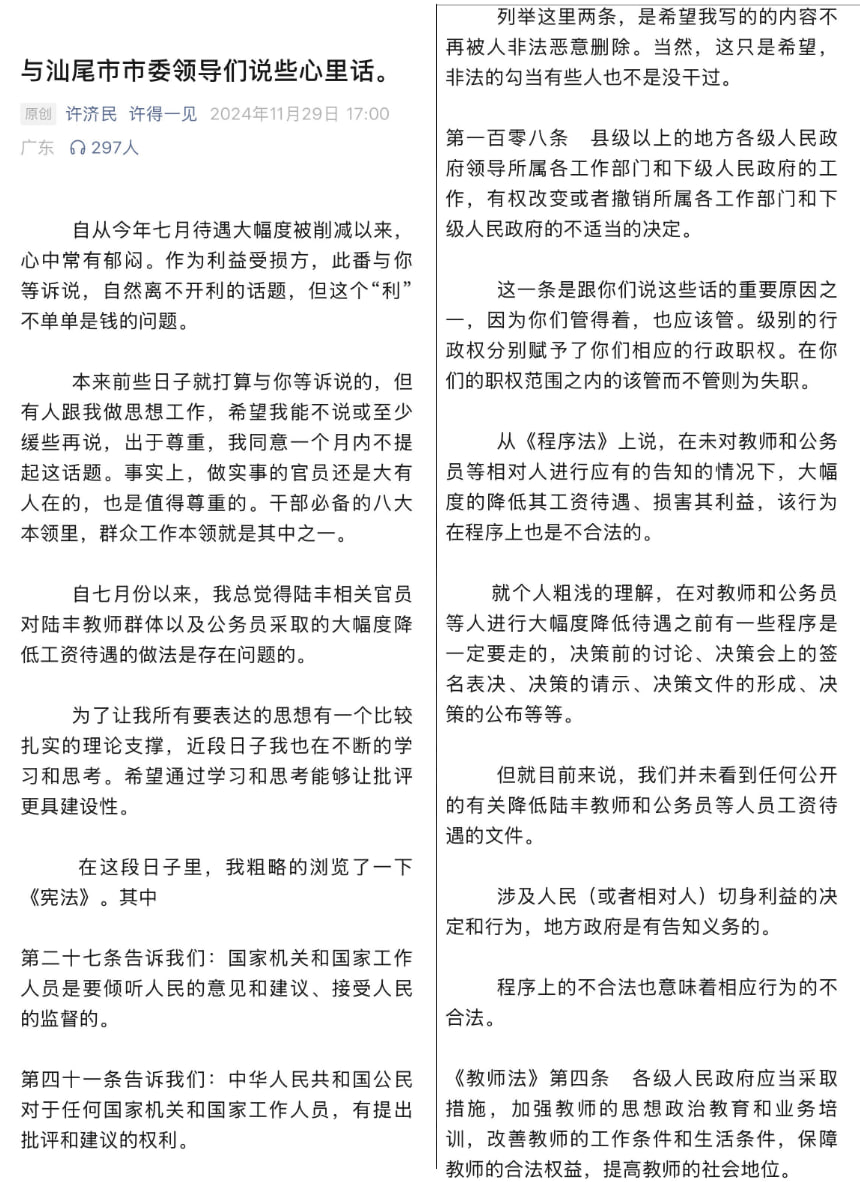 与汕尾市市委领导们说些心里话。
原创 许济民 许得一见 2024年11月29日 17:00
广东 297人
自从今年七月待遇大幅度被削减以来，
心中常有郁闷。作为利益受损方，此番与你
等诉说，自然离不开利的话题，但这个“利”
不单单是钱的问题。
本来前些日子就打算与你等诉说的，但
有人跟我做思想工作，希望我能不说或至少
缓些再说，出于尊重，我同意一个月内不提
起这话题。事实上，做实事的官员还是大有
人在的，也是值得尊重的。干部必备的八大
本领里，群众工作本领就是其中之一。
自七月份以来，我总觉得陆丰相关官员
对陆丰教师群体以及公务员采取的大幅度降
低工资待遇的做法是存在问题的。
为了让我所有要表达的思想有一个比较
扎实的理论支撑，近段日子我也在不断的学
习和思考。希望通过学习和思考能够让批评
更具建设性。
在这段日子里，我粗略的浏览了一下
《宪法》。其中
第二十七条告诉我们：国家机关和国家工作
人员是要倾听人民的意见和建议、接受人民
的监督的。
第四十一条告诉我们：中华人民共和国公民
对于任何国家机关和国家工作人员，有提出
批评和建议的权利。
列举这里两条，是希望我写的的内容不
再被人非法恶意删除。当然，这只是希望，
非法的勾当有些人也不是没干过。
第一百零八条 县级以上的地方各级人民政
府领导所属各工作部门和下级人民政府的工
作，有权改变或者撤销所属各工作部门和下
级人民政府的不适当的决定。
这一条是跟你们说这些话的重要原因之
一，因为你们管得着，也应该管。级别的行
政权分别赋予了你们相应的行政职权。在你
们的职权范围之内的该管而不管则为失职。
从《程序法》上说，在未对教师和公务
员等相对人进行应有的告知的情况下，大幅
度的降低其工资待遇、损害其利益，该行为
在程序上也是不合法的。
就个人粗浅的理解，在对教师和公务员
等人进行大幅度降低待遇之前有一些程序是
一定要走的，决策前的讨论、决策会上的签
名表决、决策的请示、决策文件的形成、决
策的公布等等。
但就目前来说，我们并未看到任何公开
的有关降低陆丰教师和公务员等人员工资待
遇的文件。
涉及人民（或者相对人）切身利益的决
定和行为，地方政府是有告知义务的。
程序上的不合法也意味着相应行为的不
合法。
《教师法》第四条 各级人民政府应当采取
措施，加强教师的思想政治教育和业务培
训，改善教师的工作条件和生活条件，保障
教师的合法权益，提高教师的社会地位。